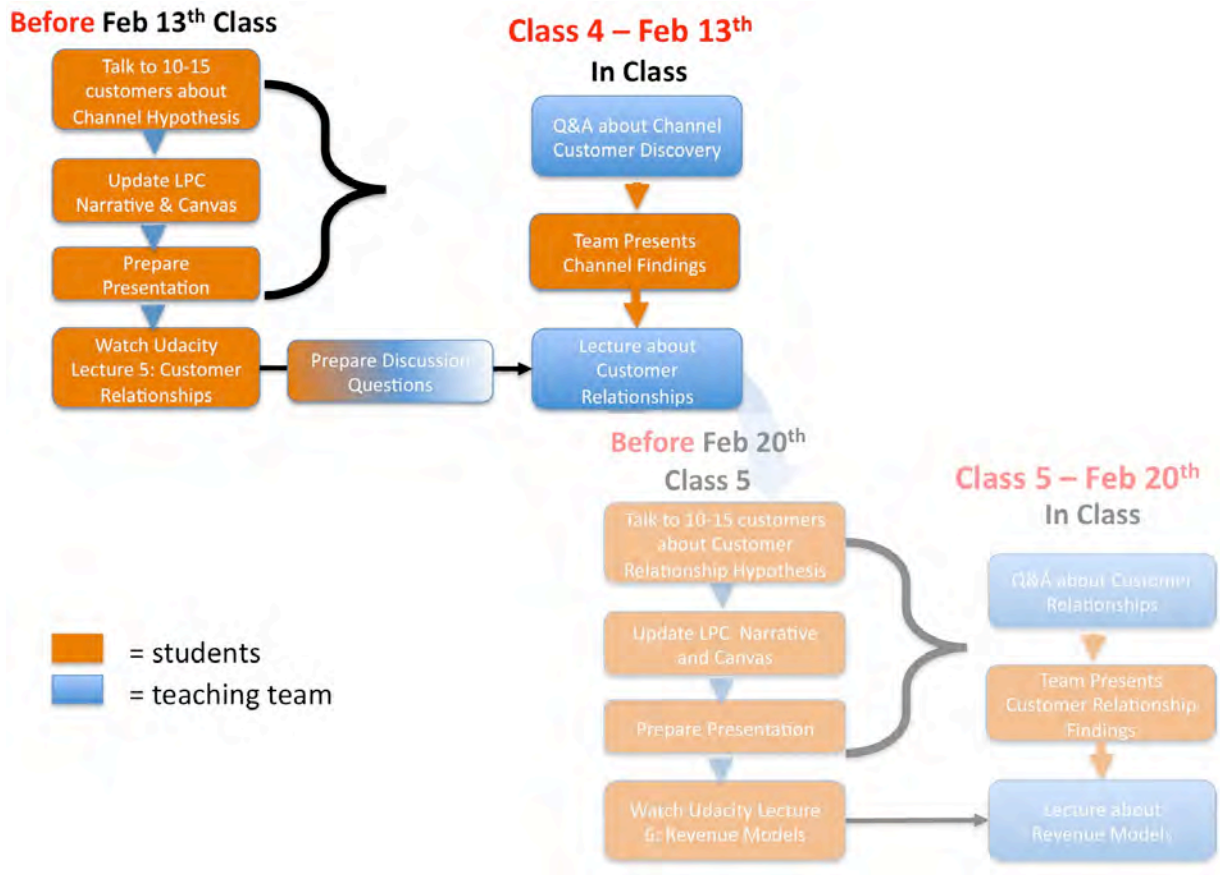 Before Feb 13th Class
Talk to 10-15
customers about
Channel Hypothesis
Update LPC
Narrative & Canvas
Prepare
Presentation
Watch Udacity
Lecture 5: Customer
Relationships
Prepare Discussion
Questions
Class 4 – Feb 13th
In Class
Q&A about Channel
Customer Discovery
Team Presents
Channel Findings
Lecture about
Customer
Relationships
Before Feb 20th
Class 5
Talk to 10-15 customers
about Customer
Relationship Hypothesis
Update LPC Narrative
and Canvas
Prepare Presentation
Watch Udacity Lecture
6: Revenue Models
Class 5 – Feb 20th
In Class
Q&A about Customer
Relationships
Team Presents
Customer Relationship
Findings
Lecture about
Revenue Models
= students
= teaching team